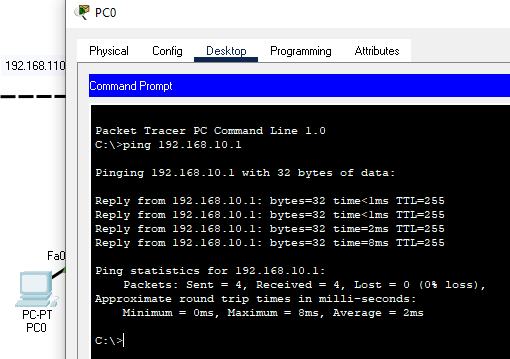 PC0
Physical Config Desktop Programming Attributes
192.168.110
Command Prompt
Packet Tracer PC Command Line 1.0
C:\>ping 192.168.10.1
Pinging 192.168.10.1 with 32 bytes of data:
Reply from 192.168.10.1: bytes=32 time<1ms TTL=255
Reply from 192.168.10.1: bytes=32 time<1ms TTL=255
Reply from 192.168.10.1: bytes=32 time=2ms TTL=255
Reply from 192.168.10.1: bytes=32 time=8ms TTL=255
Ping statistics for 192.168.10.1:
Packets: Sent = 4, Received = 4, Lost = 0 (0% loss),
Approximate round trip times in milli-seconds:
Minimum = 0ms, Maximum = 8ms, Average = 2ms
C:\>
Fa0
PC-PT
PC0